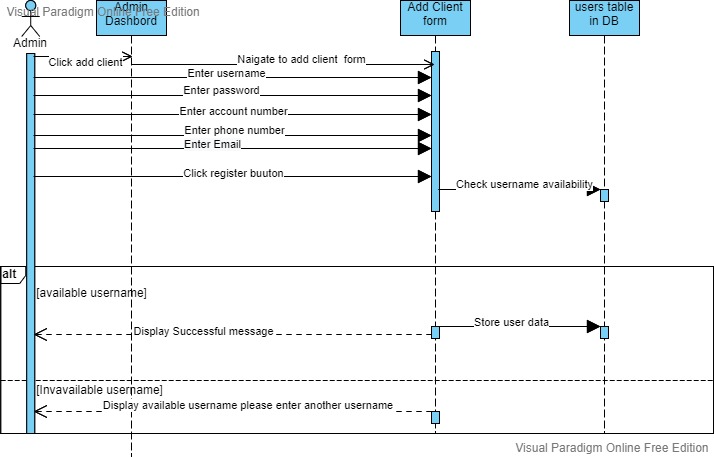 Visual Paradigm Online Free Edition
Admin
Admin
Dashbord
Add Client
form
users table
in DB
Click add client
Naigate to add client form
Enter username
Enter password
Enter account number
Enter phone number
Enter Email
Click register buuton
Check username availability
alt
[available username]
Store user data
Display Successful message
[Invavailable username]
Display available username please enter another username
Visual Paradigm Online Free Edition